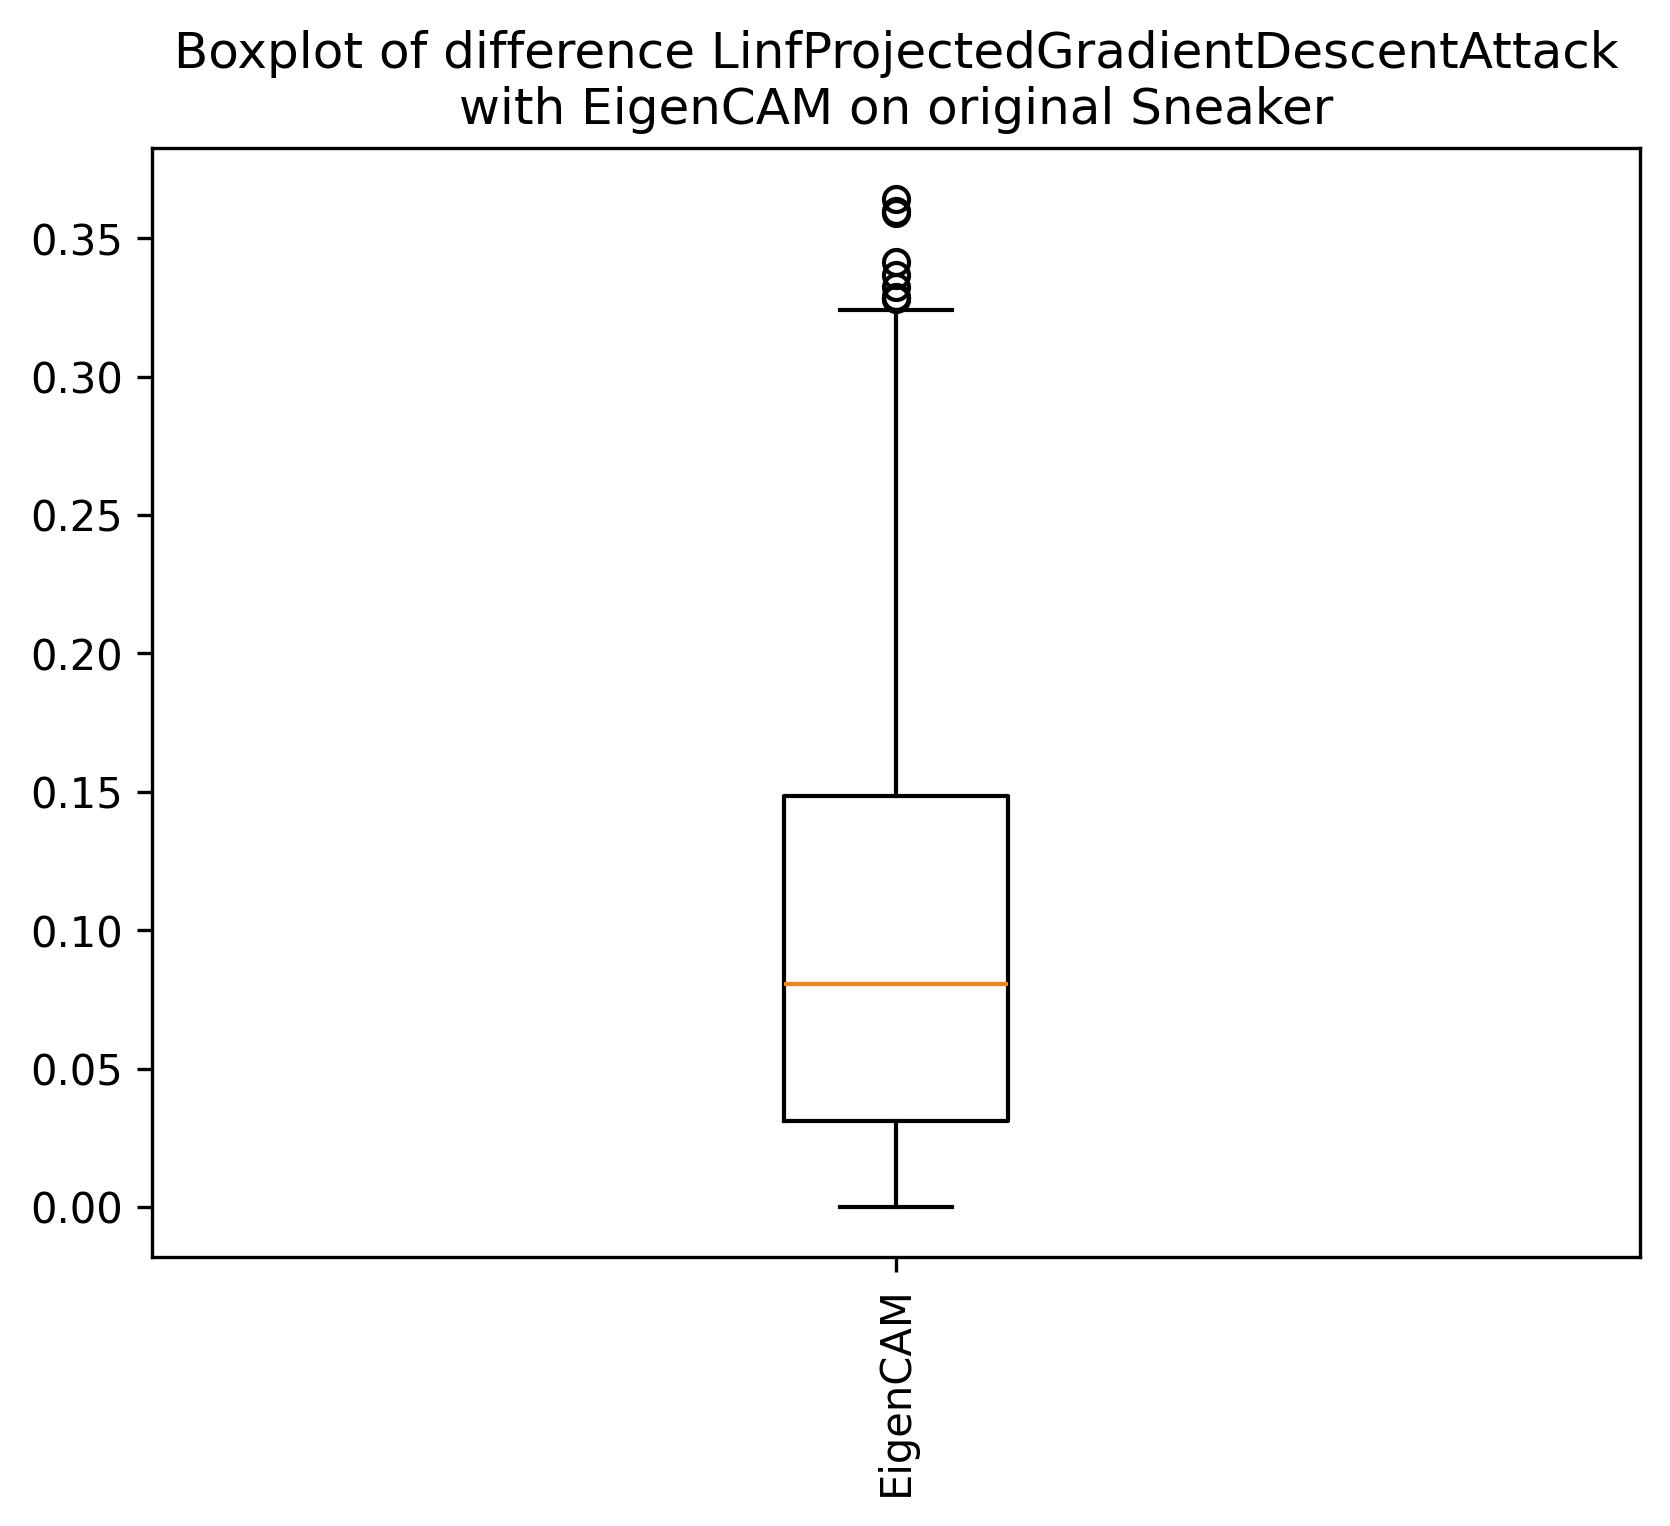 Boxplot of difference LinfProjectedGradientDescentAttack
with EigenCAM on original Sneaker
0.35
0.30
0.25
0.20
0.15
0.10
0.05
0.00
EigenCAM